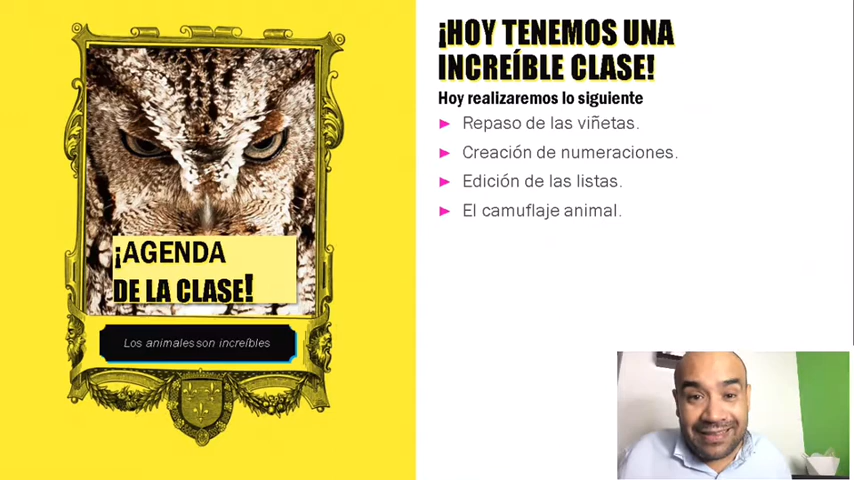 ¡AGENDA
DE LA CLASE!
Los animales son increíbles
¡HOY TENEMOS UNA
INCREÍBLE CLASE!
Hoy realizaremos lo siguiente
► Repaso de las viñetas.
► Creación de numeraciones.
► Edición de las listas.
► El camuflaje animal.